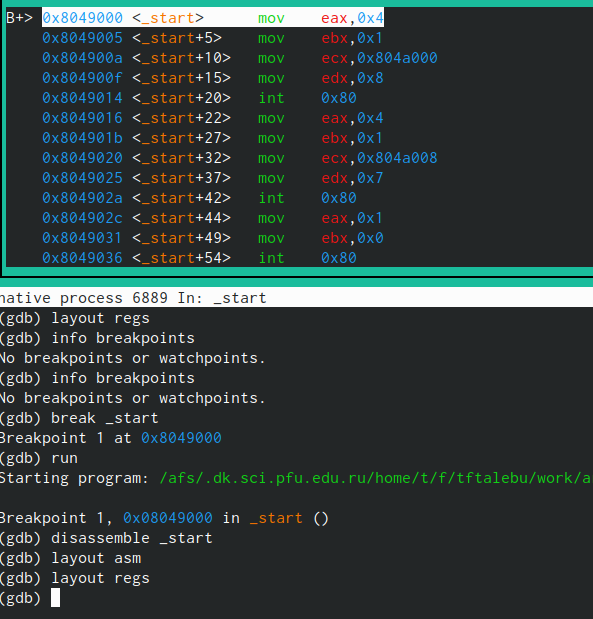 B+> 0x8049000 <_start> mov eax,0x4
0x8049005 <_start+5> mov ebx,0x1
0x804900a <_start+10> mov ecx,0x804a000
0x804900f <_start+15> mov edx,0x8
0x8049014 <_start+20> int 0x80
0x8049016 <_start+22> mov eax,0x4
0x804901b <_start+27> mov ebx,0x1
0x8049020 <_start+32> mov ecx,0x804a008
0x8049025 <_start+37> mov edx,0x7
0x804902a <_start+42> int 0x80
0x804902c <_start+44> mov eax,0x1
0x8049031 <_start+49> mov ebx,0x0
0x8049036 <_start+54> int 0x80
native process 6889 In: _start
(gdb) layout regs
(gdb) info breakpoints
No breakpoints or watchpoints.
(gdb) info breakpoints
No breakpoints or watchpoints.
(gdb) break _start
Breakpoint 1 at 0x8049000
(gdb) run
Starting program: /afs/.dk.sci.pfu.edu.ru/home/t/f/tftalebu/work/a
Breakpoint 1, 0x08049000 in _start ()
(gdb) disassemble _start
(gdb) layout asm
(gdb) layout regs
(gdb)